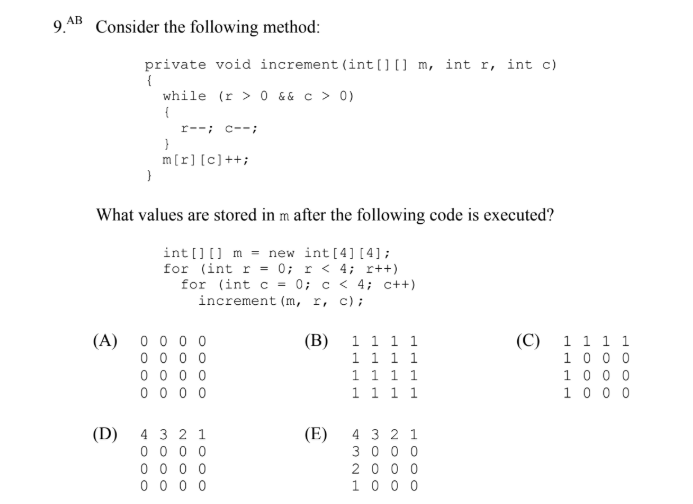 9.AB Consider the following method:
private void increment(int[][] m, int r, int c)
{
while (r > 0 && c > 0)
{
r--; c--;
}
m[r][c]++;
}
What values are stored in m after the following code is executed?
int[][] m = new int[4][4];
for (int r = 0; r < 4; r++)
for (int c = 0; c < 4; c++)
increment(m, r, c);
(A) 0 0 0 0 (B) 1 1 1 1 (C) 1 1 1 1
0 0 0 0 1 1 1 1 1 0 0 0
0 0 0 0 1 1 1 1 1 0 0 0
0 0 0 0 1 1 1 1 1 0 0 0
(D) 4 3 2 1 (E) 4 3 2 1
0 0 0 0 3 0 0 0
0 0 0 0 2 0 0 0
0 0 0 0 1 0 0 0